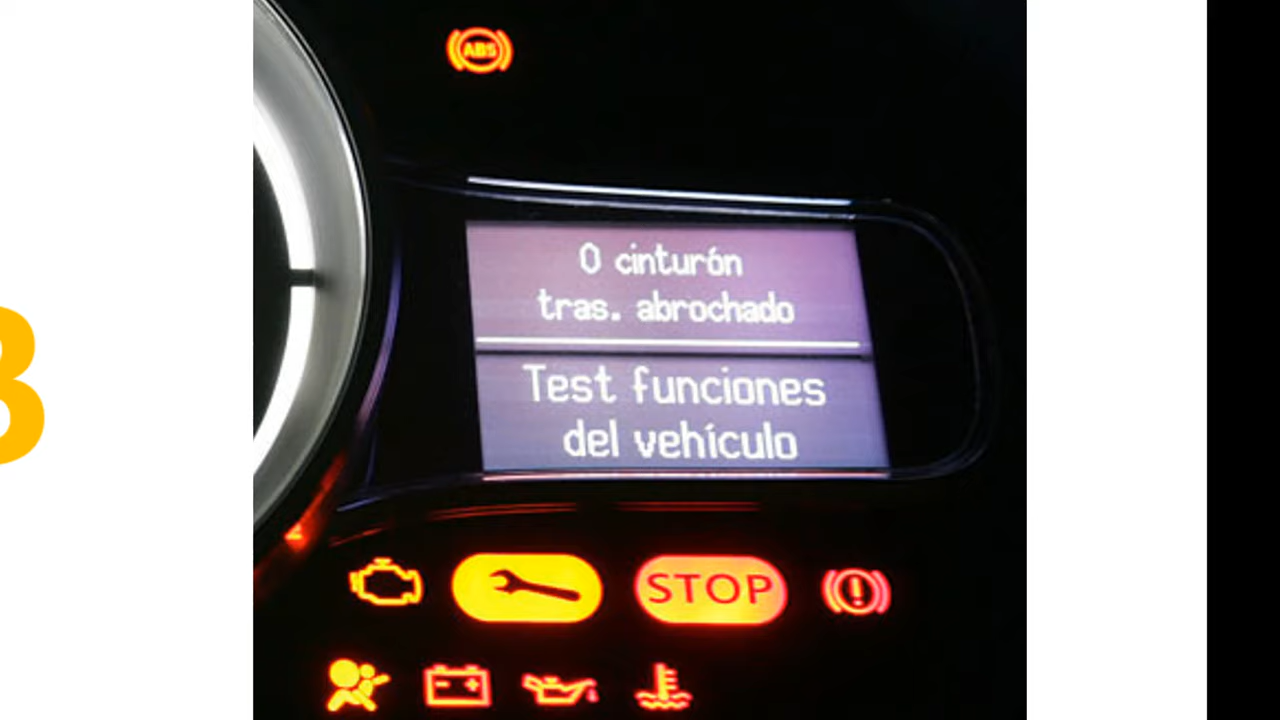 ABS
0 cinturón
tras. abrochado
Test funciones
del vehículo
STOP